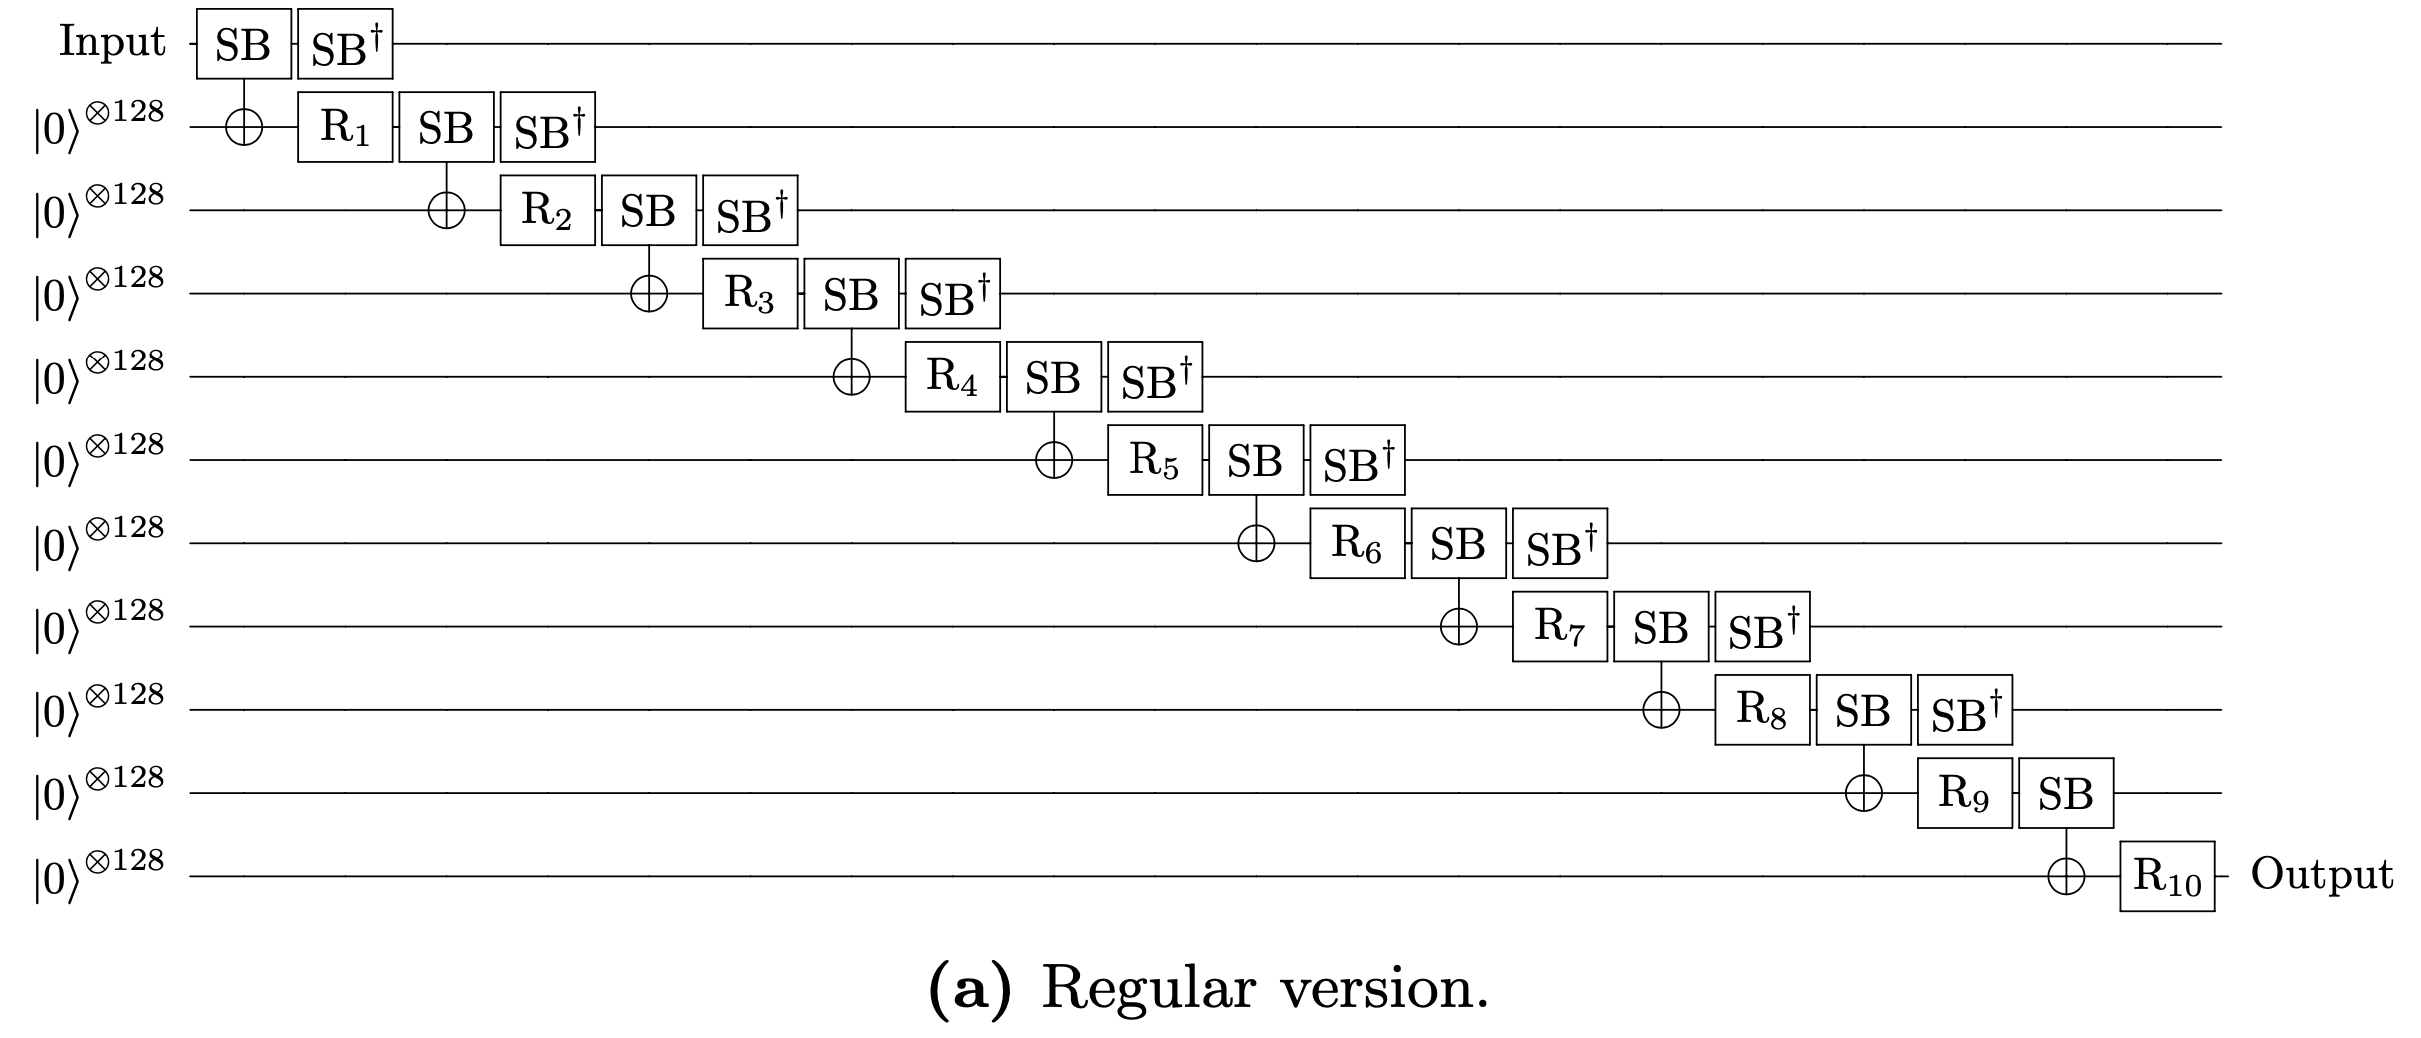 Input SB SB†
|0⟩⊗128 R1 SB SB†
|0⟩⊗128 R2 SB SB†
|0⟩⊗128 R3 SB SB†
|0⟩⊗128 R4 SB SB†
|0⟩⊗128 R5 SB SB†
|0⟩⊗128 R6 SB SB†
|0⟩⊗128 R7 SB SB†
|0⟩⊗128 R8 SB SB†
|0⟩⊗128 R9 SB
|0⟩⊗128 R10 Output
(a) Regular version.